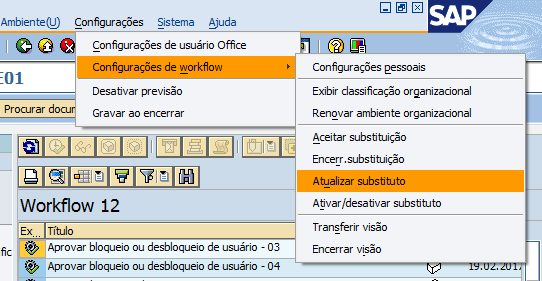 Ambiente(U) Configurações Sistema Ajuda
SAP
Configurações de usuário Office
Configurações de workflow
Desativar previsão
Gravar ao encerrar
Configurações pessoais
Exibir classificação organizacional
Renovar ambiente organizacional
Aceitar substituição
Encerr.substituição
Atualizar substituto
Ativar/desativar substituto
Transferir visão
Encerrar visão
E01
Procurar docum
Workflow 12
Ex... Título
Aprovar bloqueio ou desbloqueio de usuário - 03
Aprovar bloqueio ou desbloqueio de usuário - 04 19.02.2017